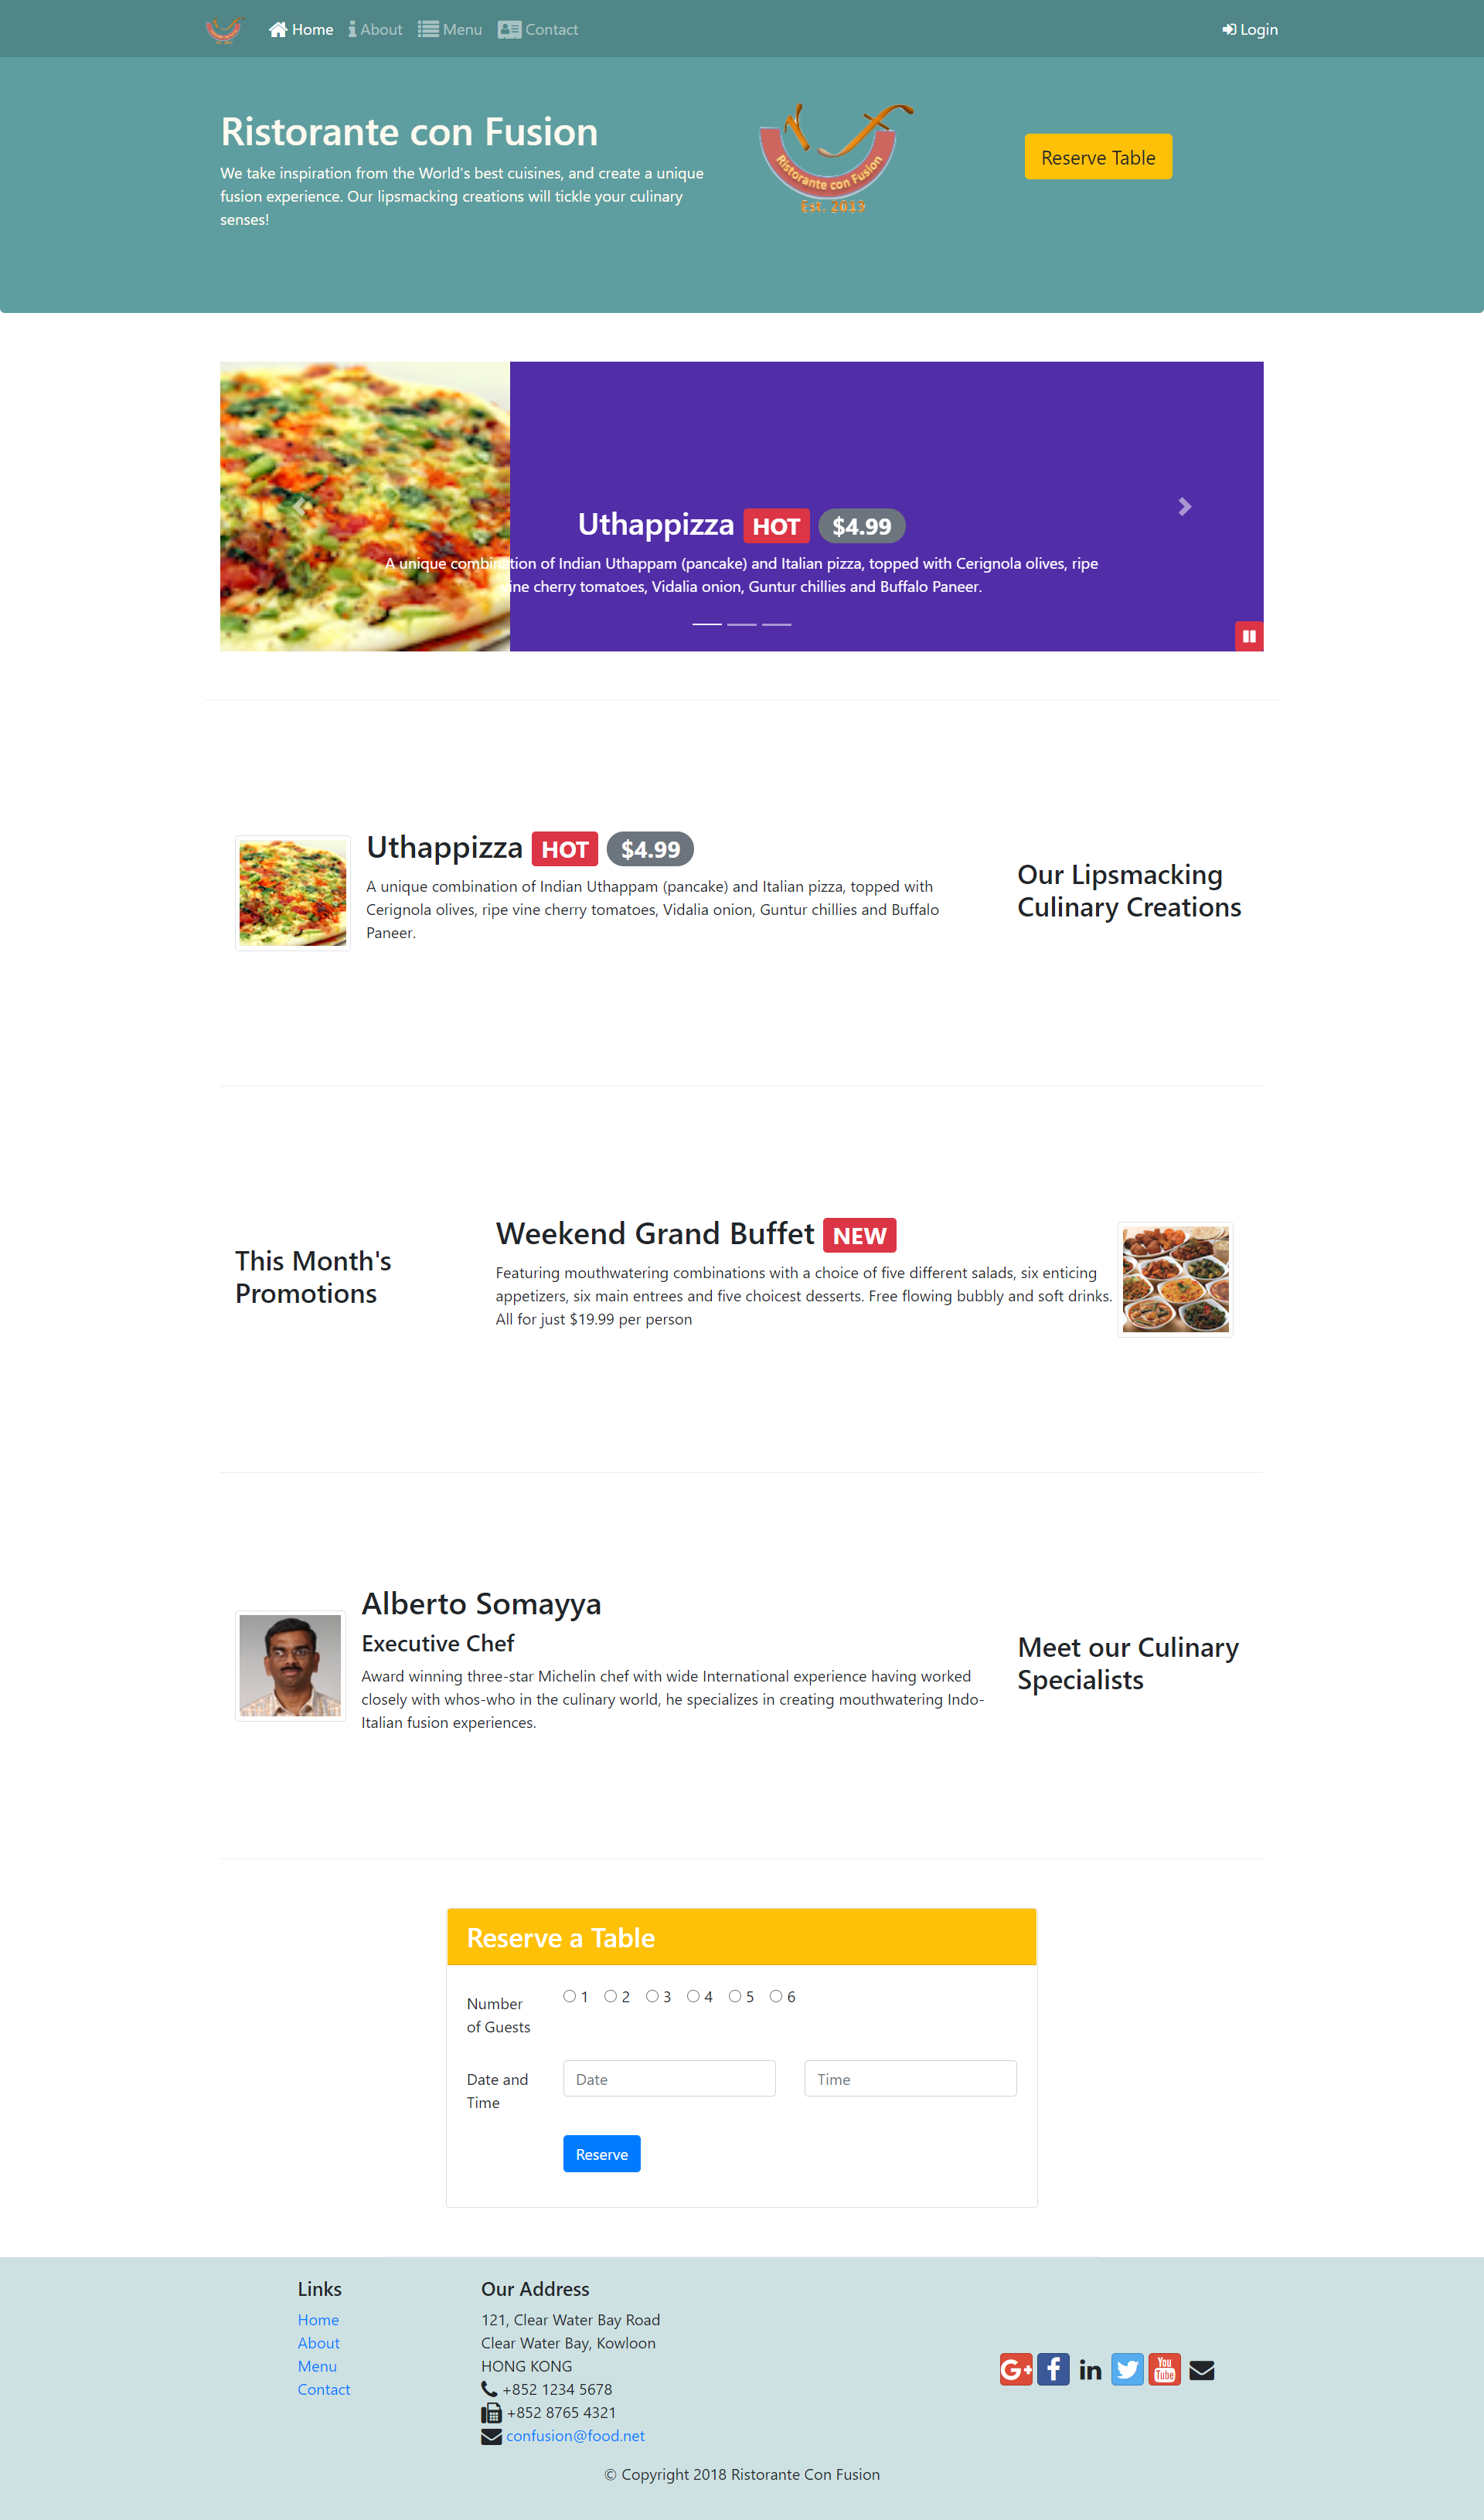 Home About Menu Contact Login
Ristorante con Fusion
We take inspiration from the World's best cuisines, and create a unique
fusion experience. Our lipsmacking creations will tickle your culinary
senses!
Ristorante con Fusion
Est. 2013
Reserve Table
Uthappizza HOT $4.99
A unique combination of Indian Uthappam (pancake) and Italian pizza, topped with Cerignola olives, ripe
vine cherry tomatoes, Vidalia onion, Guntur chillies and Buffalo Paneer.
Uthappizza HOT $4.99
A unique combination of Indian Uthappam (pancake) and Italian pizza, topped with
Cerignola olives, ripe vine cherry tomatoes, Vidalia onion, Guntur chillies and Buffalo
Paneer.
Our Lipsmacking
Culinary Creations
This Month's
Promotions
Weekend Grand Buffet NEW
Featuring mouthwatering combinations with a choice of five different salads, six enticing
appetizers, six main entrees and five choicest desserts. Free flowing bubbly and soft drinks.
All for just $19.99 per person
Alberto Somayya
Executive Chef
Award winning three-star Michelin chef with wide International experience having worked
closely with whos-who in the culinary world, he specializes in creating mouthwatering Indo-
Italian fusion experiences.
Meet our Culinary
Specialists
Reserve a Table
Number
of Guests
1 2 3 4 5 6
Date and
Time
Date
Time
Reserve
Links
Home
About
Menu
Contact
Our Address
121, Clear Water Bay Road
Clear Water Bay, Kowloon
HONG KONG
+852 1234 5678
+852 8765 4321
confusion@food.net
G+ f in You Tube
© Copyright 2018 Ristorante Con Fusion